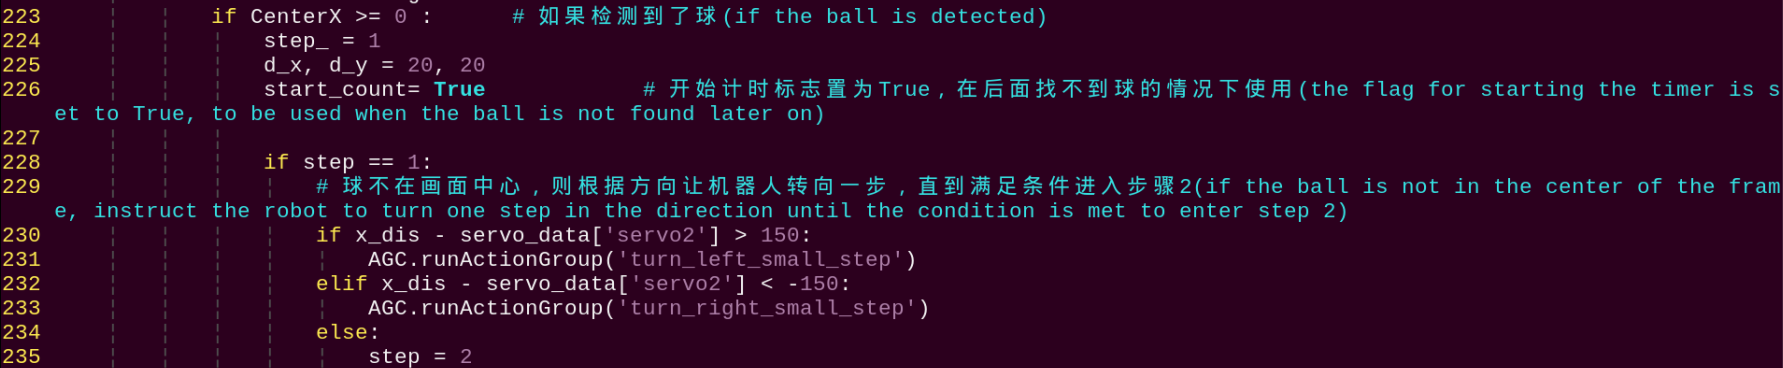 223 if CenterX >= 0 : # 如果检测到了球(if the ball is detected)
224 step_ = 1
225 d_x, d_y = 20, 20
226 start_count= True # 开始计时标志置为True,在后面找不到球的情况下使用(the flag for starting the timer is s
et to True, to be used when the ball is not found later on)
227
228 if step == 1:
229 # 球不在画面中心,则根据方向让机器人转向一步,直到满足条件进入步骤2(if the ball is not in the center of the fram
e, instruct the robot to turn one step in the direction until the condition is met to enter step 2)
230 if x_dis - servo_data['servo2'] > 150:
231 AGC.runActionGroup('turn_left_small_step')
232 elif x_dis - servo_data['servo2'] < -150:
233 AGC.runActionGroup('turn_right_small_step')
234 else:
235 step = 2